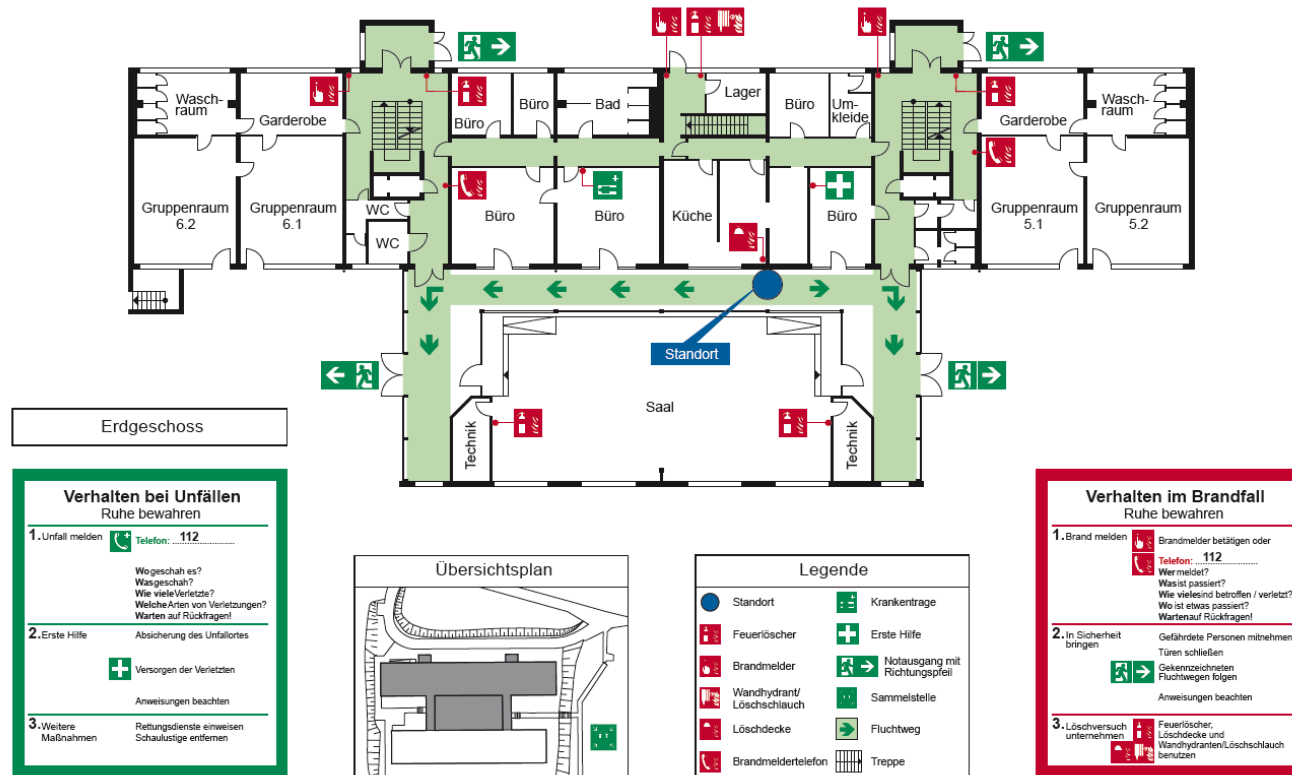 Wasch-
raum
Garderobe
Büro
Büro
Bad
Lager
Büro
Um-
kleide
Garderobe
Wasch-
raum
Gruppenraum
6.2
Gruppenraum
6.1
WC
WC
Büro
Büro
Küche
Büro
Gruppenraum
5.1
Gruppenraum
5.2
Standort
Saal
Technik
Technik
Erdgeschoss
Verhalten bei Unfällen
Ruhe bewahren
1. Unfall melden
Telefon: 112
Wo geschah es?
Was geschah?
Wie viele Verletzte?
Welche Arten von Verletzungen?
Warten auf Rückfragen!
2. Erste Hilfe
Absicherung des Unfallortes
Versorgen der Verletzten
Anweisungen beachten
3. Weitere
Maßnahmen
Rettungsdienste einweisen
Schaulustige entfernen
Übersichtsplan
Legende
Standort
Krankentrage
Feuerlöscher
Erste Hilfe
Brandmelder
Notausgang mit
Richtungspfeil
Wandhydrant/
Löschschlauch
Sammelstelle
Löschdecke
Fluchtweg
Brandmeldertelefon
Treppe
Verhalten im Brandfall
Ruhe bewahren
1. Brand melden
Brandmelder betätigen oder
Telefon: 112
Wer meldet?
Was ist passiert?
Wie viele sind betroffen / verletzt?
Wo ist etwas passiert?
Warten auf Rückfragen!
2. In Sicherheit
bringen
Gefährdete Personen mitnehmen
Türen schließen
Gekennzeichneten
Fluchtwegen folgen
Anweisungen beachten
3. Löschversuch
unternehmen
Feuerlöscher,
Löschdecke und
Wandhydranten/Löschschlauch
benutzen